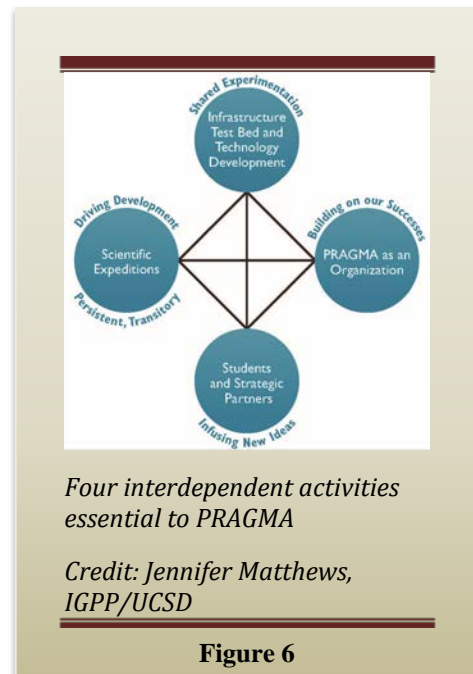 Shared Experimentation
Infrastructure
Test Bed and
Technology
Development
Driving Development
Scientific
Expeditions
Persistent, Transitory
Building on our Successes
PRAGMA as an
Organization
Students
and Strategic
Partners
Infusing New Ideas
Four interdependent activities
essential to PRAGMA
Credit: Jennifer Matthews,
IGPP/UCSD
Figure 6